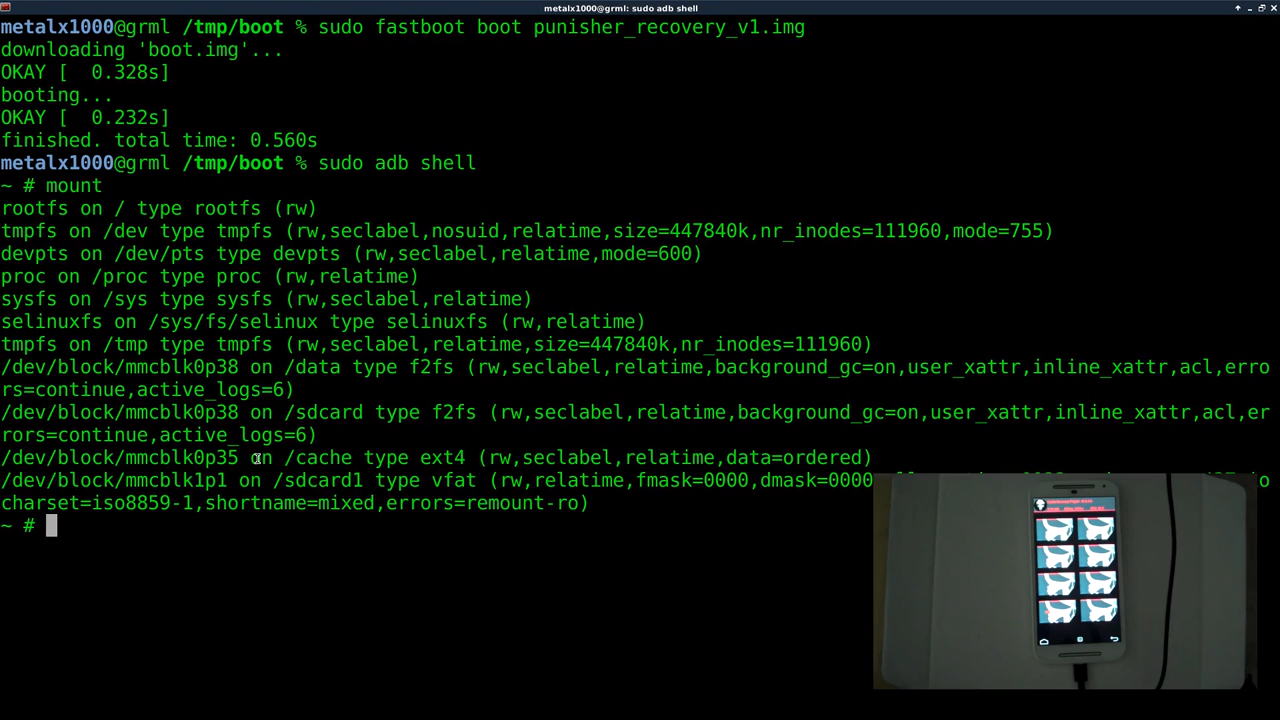 metalx1000@grml: sudo adb shell
metalx1000@grml /tmp/boot % sudo fastboot boot punisher_recovery_v1.img
downloading 'boot.img'...
OKAY [  0.328s]
booting...
OKAY [  0.232s]
finished. total time: 0.560s
metalx1000@grml /tmp/boot % sudo adb shell
~ # mount
rootfs on / type rootfs (rw)
tmpfs on /dev type tmpfs (rw,seclabel,nosuid,relatime,size=447840k,nr_inodes=111960,mode=755)
devpts on /dev/pts type devpts (rw,seclabel,relatime,mode=600)
proc on /proc type proc (rw,relatime)
sysfs on /sys type sysfs (rw,seclabel,relatime)
selinuxfs on /sys/fs/selinux type selinuxfs (rw,relatime)
tmpfs on /tmp type tmpfs (rw,seclabel,relatime,size=447840k,nr_inodes=111960)
/dev/block/mmcblk0p38 on /data type f2fs (rw,seclabel,relatime,background_gc=on,user_xattr,inline_xattr,acl,erro
rs=continue,active_logs=6)
/dev/block/mmcblk0p38 on /sdcard type f2fs (rw,seclabel,relatime,background_gc=on,user_xattr,inline_xattr,acl,er
rors=continue,active_logs=6)
/dev/block/mmcblk0p35 on /cache type ext4 (rw,seclabel,relatime,data=ordered)
/dev/block/mmcblk1p1 on /sdcard1 type vfat (rw,relatime,fmask=0000,dmask=0000
charset=iso8859-1,shortname=mixed,errors=remount-ro)
~ #